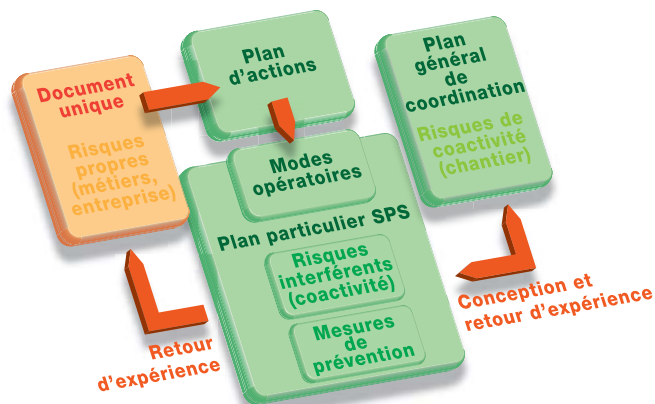 Document
unique
Risques
propres
(métiers,
entreprise)
Plan
d'actions
Plan
général
de
coordination
Risques de
coactivité
(chantier)
Modes
opératoires
Plan particulier SPS
Risques
interférents
(coactivité)
Mesures
de
prévention
Retour
d'expérience
Conception et
retour d'expérience